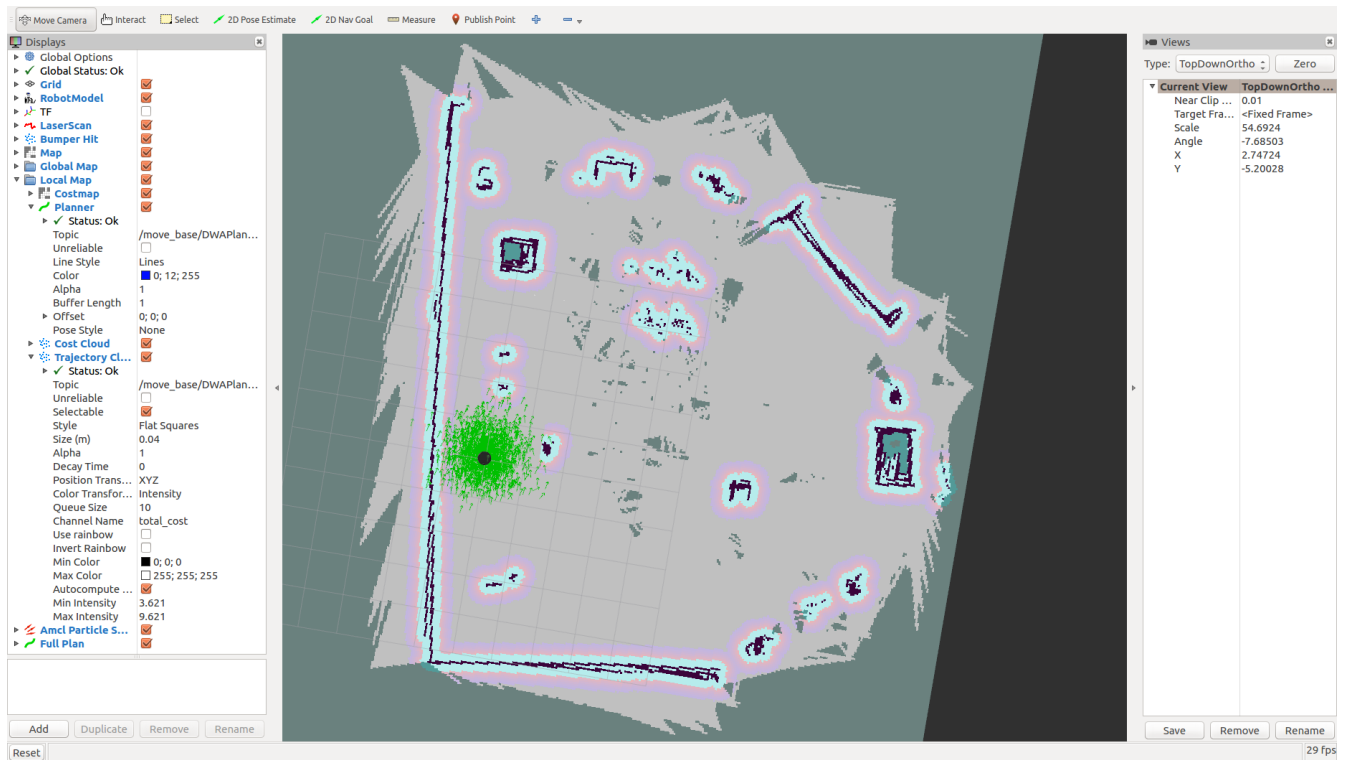 Move Camera Interact Select 2D Pose Estimate 2D Nav Goal Measure Publish Point
Displays
Global Options
Global Status: Ok
Grid
RobotModel
TF
LaserScan
Bumper Hit
Map
Global Map
Local Map
Costmap
Planner
Status: Ok
Topic /move_base/DWAPlan...
Unreliable
Line Style Lines
Color 0; 12; 255
Alpha 1
Buffer Length 1
Offset 0; 0; 0
Pose Style None
Cost Cloud
Trajectory Cl...
Status: Ok
Topic /move_base/DWAPlan...
Unreliable
Selectable
Style Flat Squares
Size (m) 0.04
Alpha 1
Decay Time 0
Position Trans... XYZ
Color Transfor... Intensity
Queue Size 10
Channel Name total_cost
Use rainbow
Invert Rainbow
Min Color 0; 0; 0
Max Color 255; 255; 255
Autocompute ...
Min Intensity 3.621
Max Intensity 9.621
Amcl Particle S...
Full Plan
Add Duplicate Remove Rename
Reset
Views
Type: TopDownOrtho Zero
Current View TopDownOrtho ...
Near Clip ... 0.01
Target Fra... <Fixed Frame>
Scale 54.6924
Angle -7.68503
X 2.74724
Y -5.20028
Save Remove Rename
29 fps